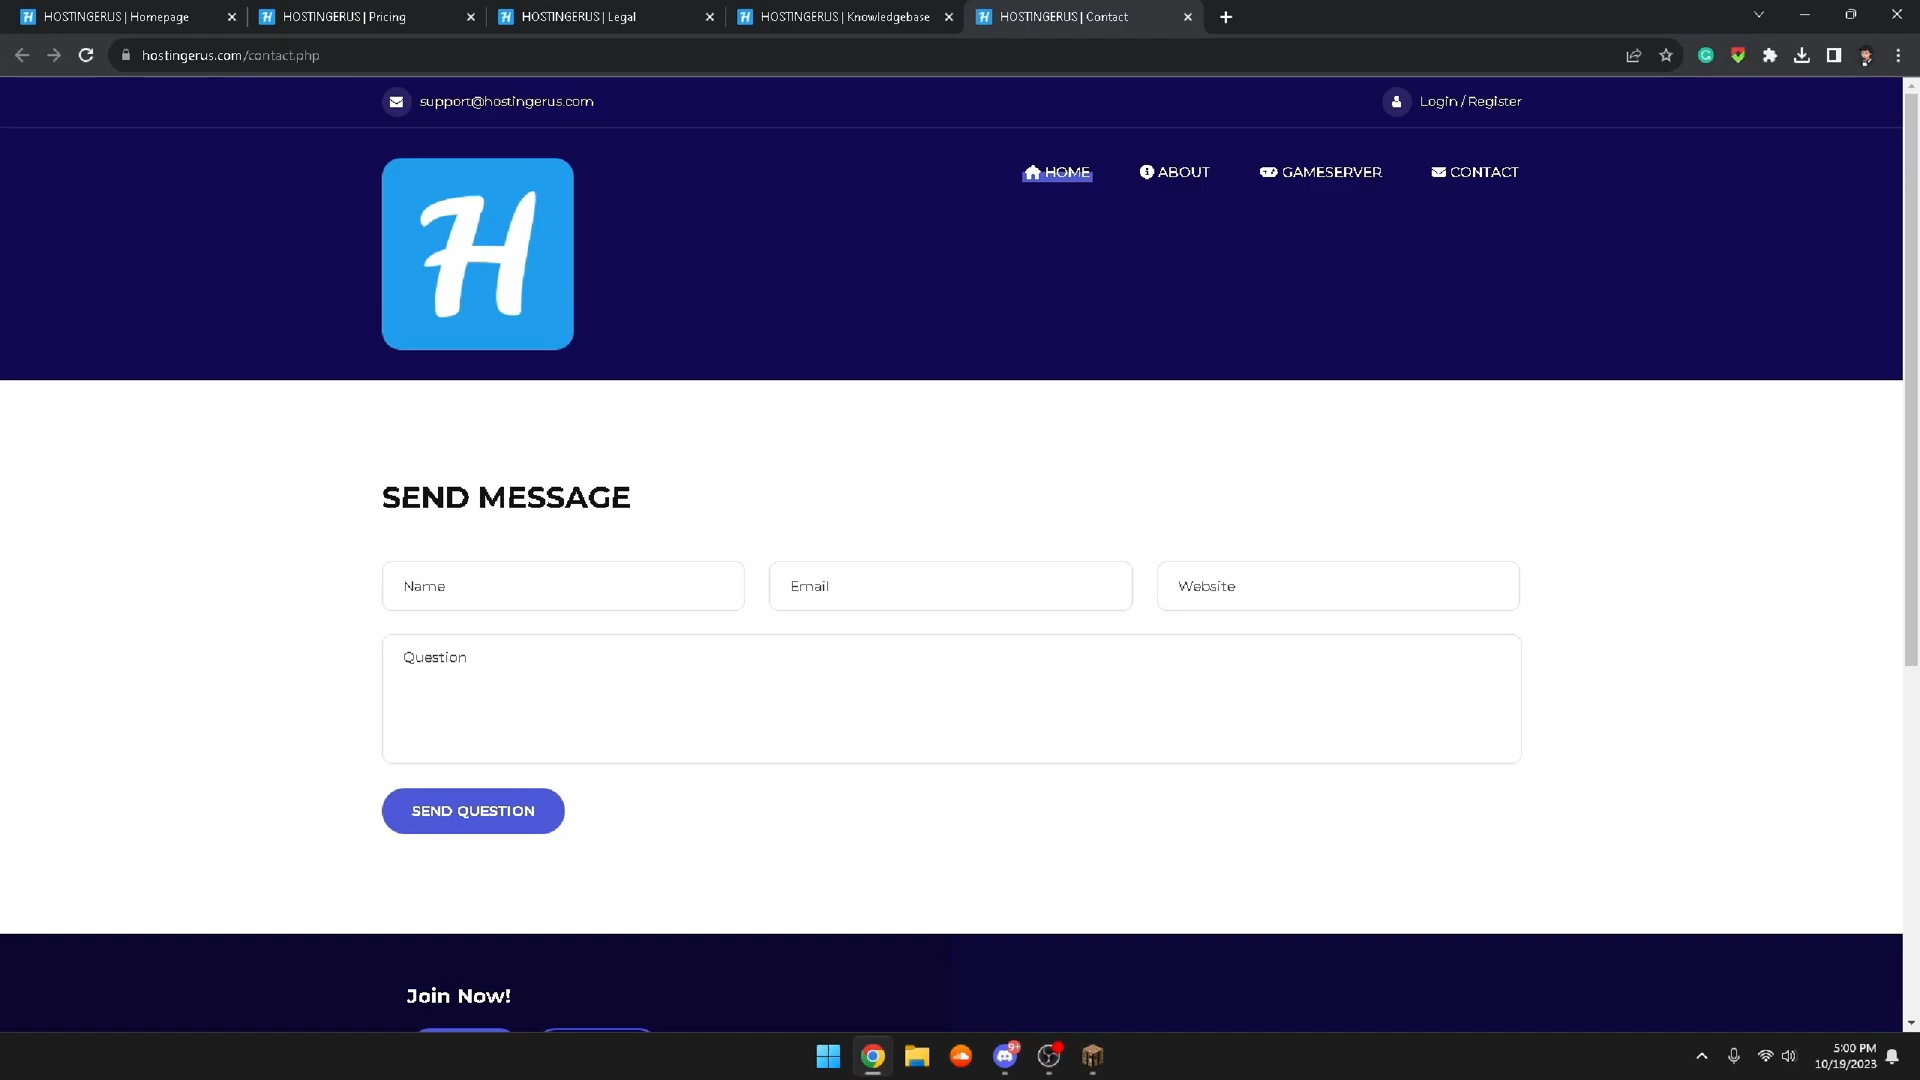 HOSTINGERUS | Homepage
HOSTINGERUS | Pricing
HOSTINGERUS | Legal
HOSTINGERUS | Knowledgebase
HOSTINGERUS | Contact
hostingerus.com/contact.php
support@hostingerus.com
Login / Register
H
HOME
ABOUT
GAMESERVER
CONTACT
SEND MESSAGE
Name
Email
Website
Question
SEND QUESTION
Join Now!
9+
5:00 PM
10/19/2023